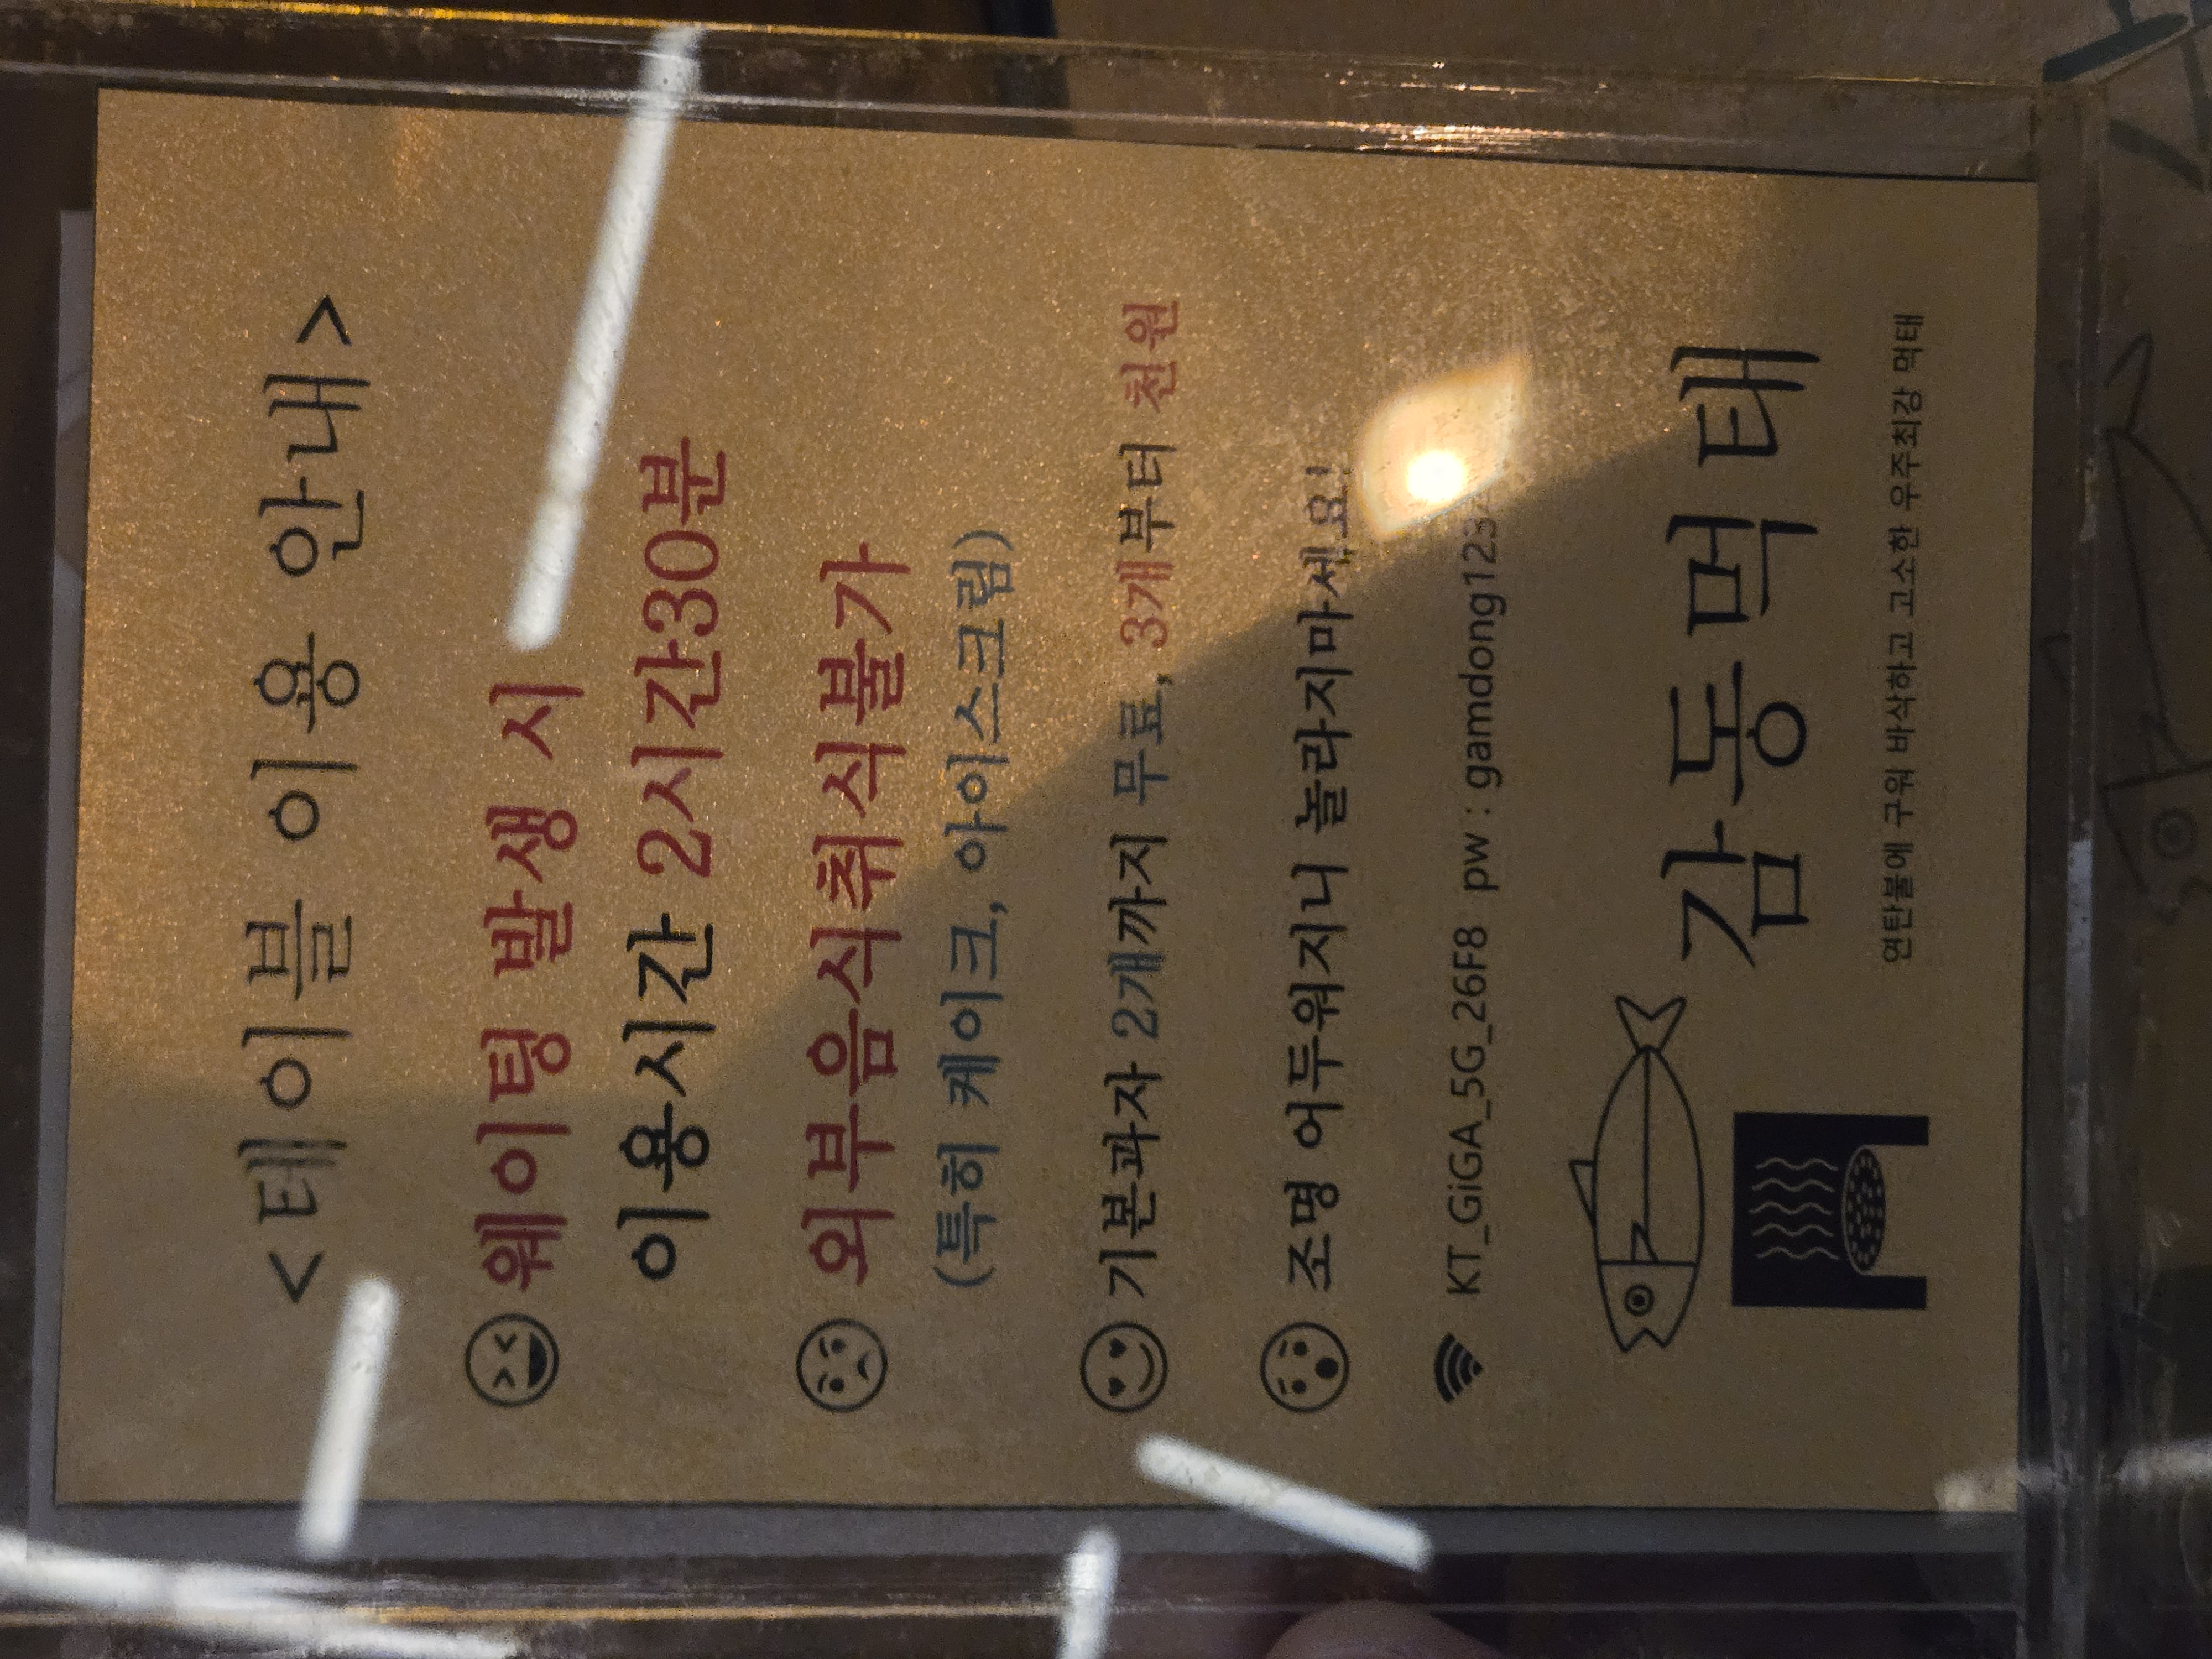 <테이블 이용 안내>
웨이팅 발생 시
이용시간 2시간30분
외부음식취식불가
(특히 케이크, 아이스크림)
기본과자 2개까지 무료, 3개부터 천원
조명 어두워지니 놀라지마세요!
KT_GiGA_5G_26F8 pw :
감동먹태
연탄불에 구워 바삭하고 고소한 우주최강 먹태